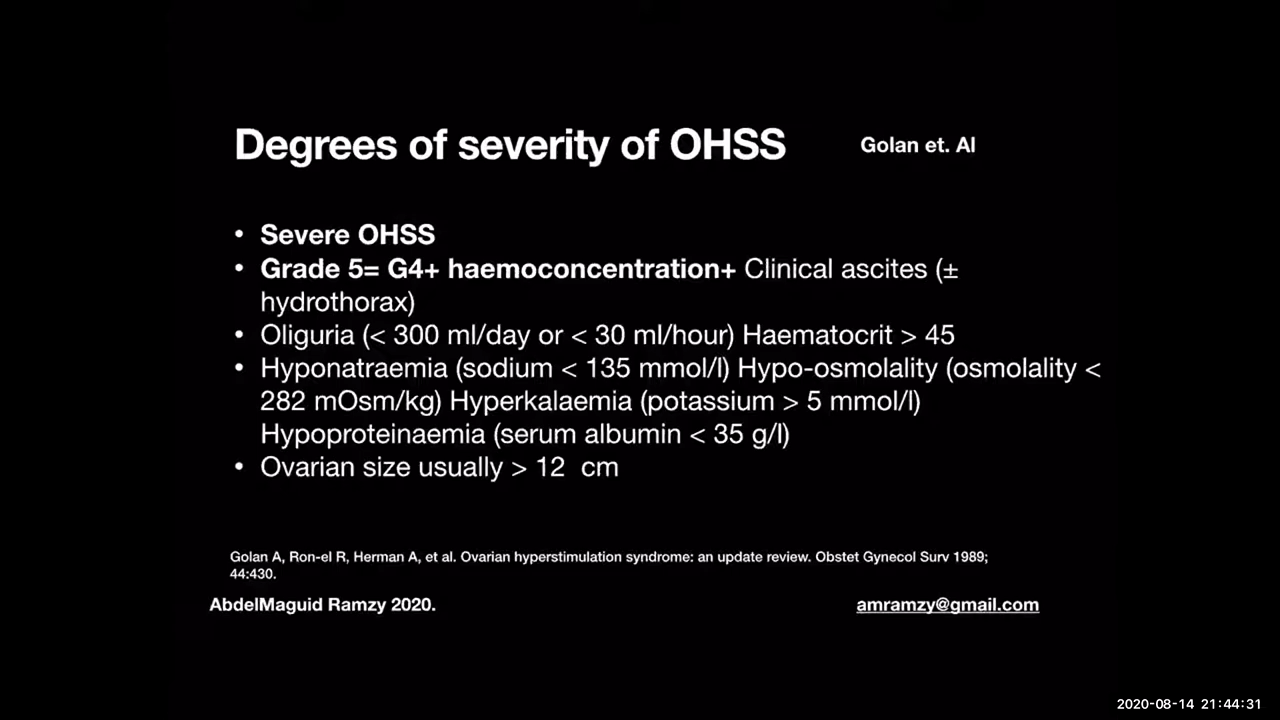 Degrees of severity of OHSS Golan et. Al
• Severe OHSS
• Grade 5= G4+ haemoconcentration+ Clinical ascites (±
hydrothorax)
• Oliguria (< 300 ml/day or < 30 ml/hour) Haematocrit > 45
• Hyponatraemia (sodium < 135 mmol/l) Hypo-osmolality (osmolality <
282 mOsm/kg) Hyperkalaemia (potassium > 5 mmol/l)
Hypoproteinaemia (serum albumin < 35 g/l)
• Ovarian size usually > 12 cm
Golan A, Ron-el R, Herman A, et al. Ovarian hyperstimulation syndrome: an update review. Obstet Gynecol Surv 1989;
44:430.
AbdelMaguid Ramzy 2020. amramzy@gmail.com
2020-08-14 21:44:31